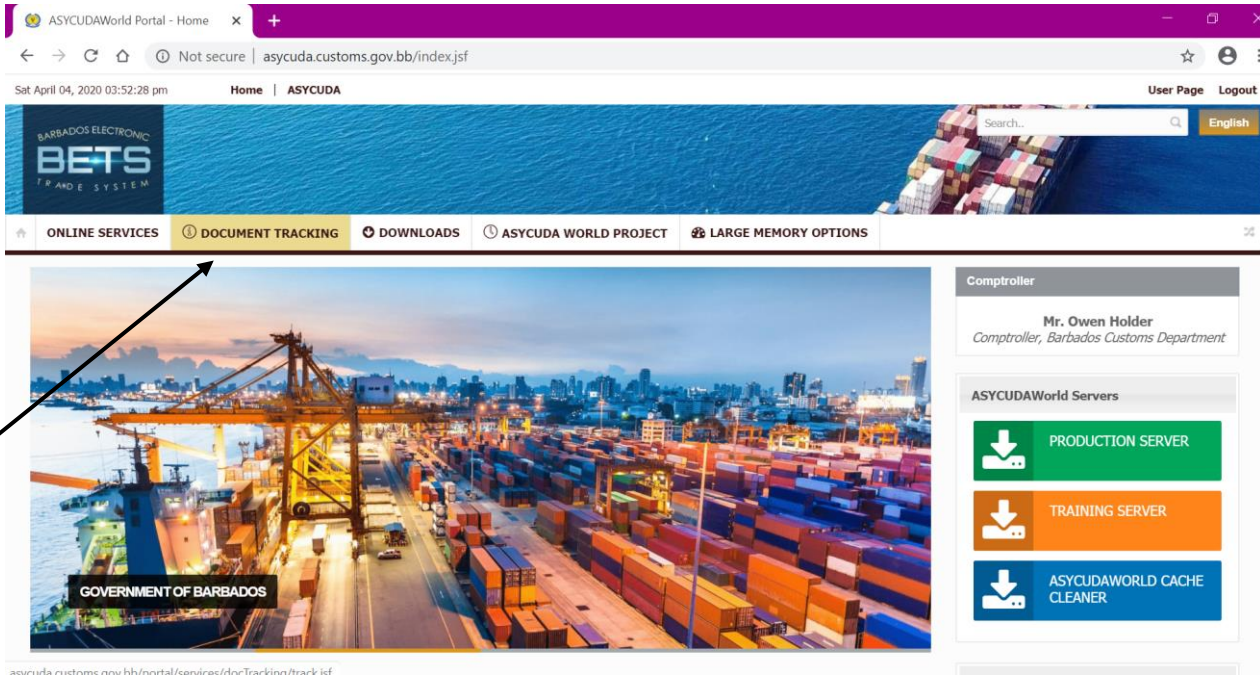 ASYCUDAWorld Portal - Home
Not secure | asycuda.customs.gov.bb/index.jsf
Sat April 04, 2020 03:52:28 pm Home | ASYCUDA User Page Logout
BARBADOS ELECTRONIC
BETS
TRADE SYSTEM
Search..
English
ONLINE SERVICES DOCUMENT TRACKING DOWNLOADS ASYCUDA WORLD PROJECT LARGE MEMORY OPTIONS
Comptroller
Mr. Owen Holder
Comptroller, Barbados Customs Department
ASYCUDAWorld Servers
PRODUCTION SERVER
TRAINING SERVER
ASYCUDAWORLD CACHE
CLEANER
GOVERNMENT OF BARBADOS
asycuda.customs.gov.bb/portal/services/docTracking/track.jsf